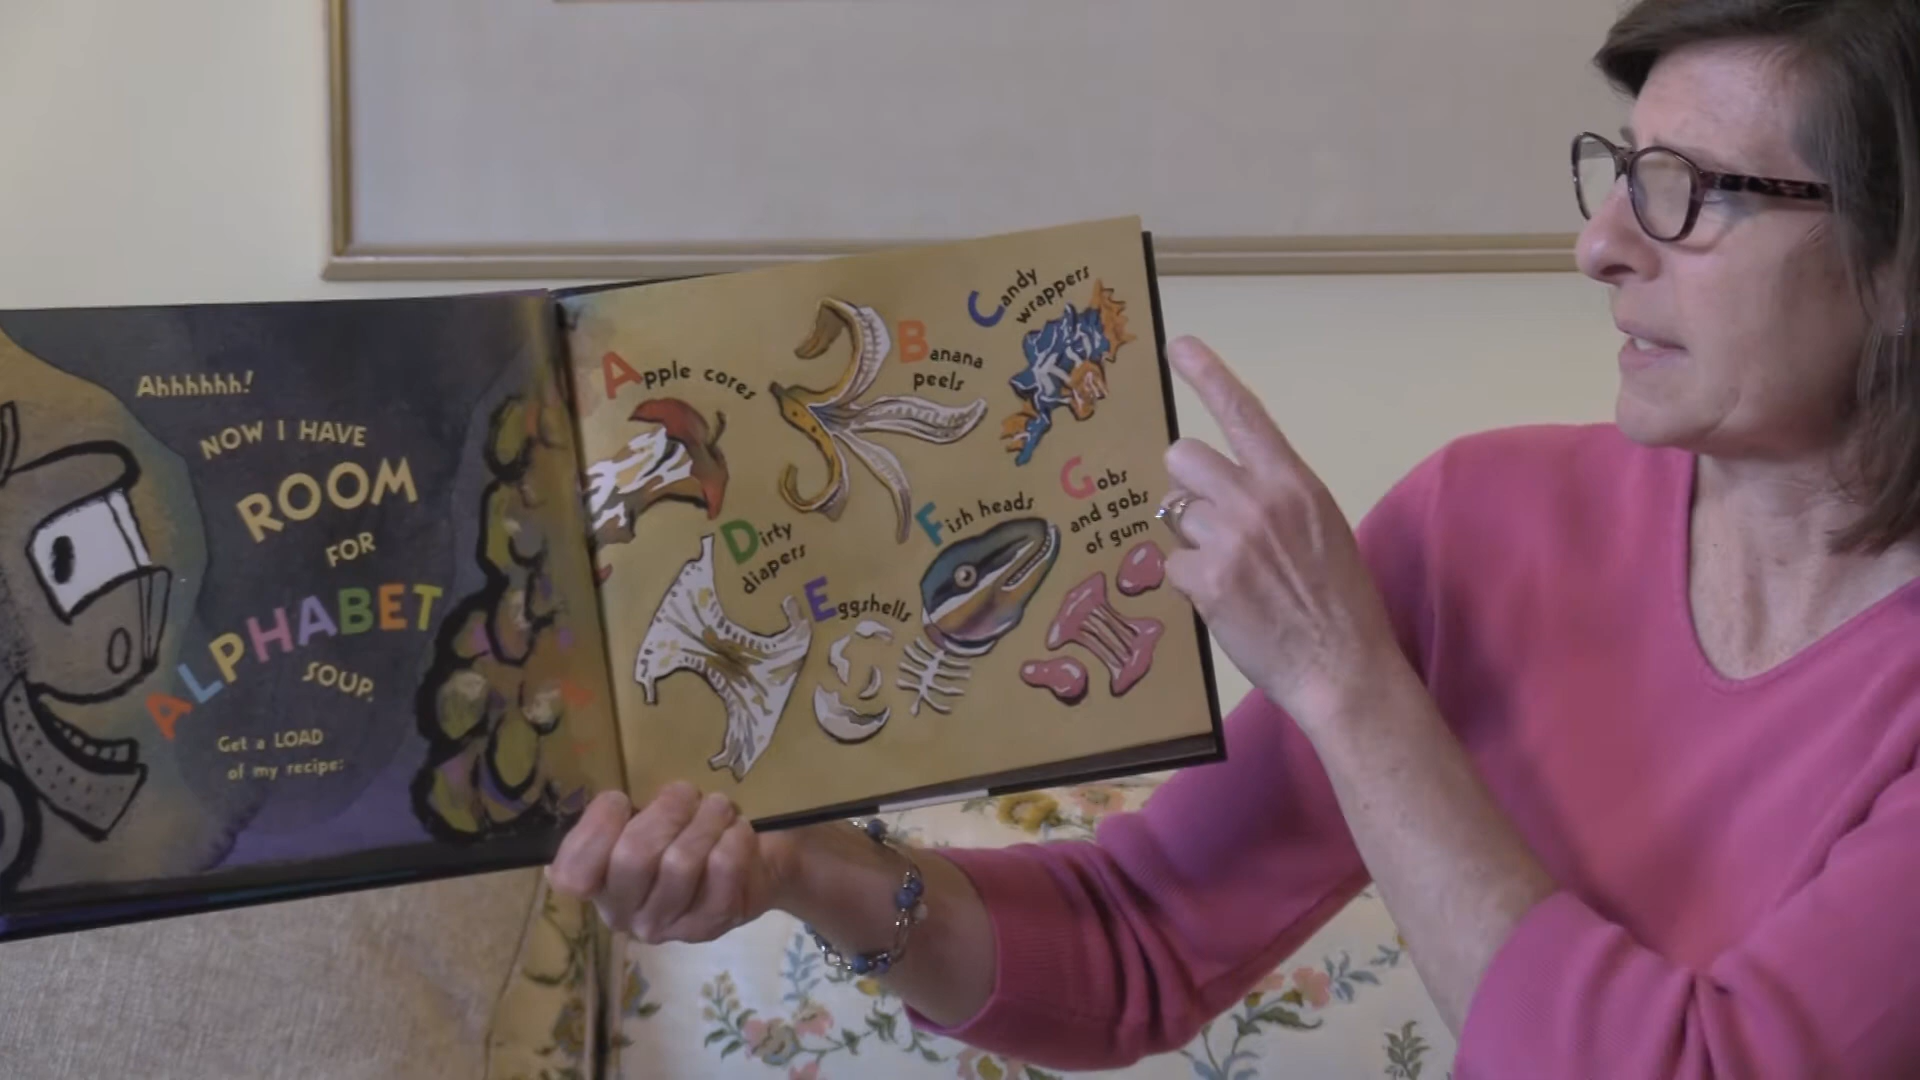 Ahhhhhh!
NOW I HAVE
ROOM
FOR
ALPHABET
SOUP.
Get a LOAD
of my recipe:
Apple cores
Banana
peels
Candy
wrappers
Dirty
diapers
Eggshells
Fish heads
Gobs
and gobs
of gum